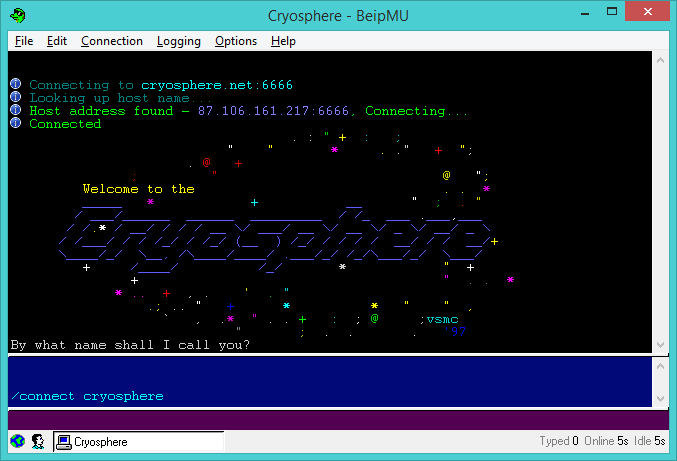 Cryosphere - BeipMU
File Edit Connection Logging Options Help
Connecting to cryosphere.net:6666
Looking up host name...
Host address found - 87.106.161.217:6666, Connecting...
Connected
Welcome to the
Cryosphere
vsmc
'97
By what name shall I call you?
/connect cryosphere
Cryosphere
Typed 0 Online 5s Idle 5s